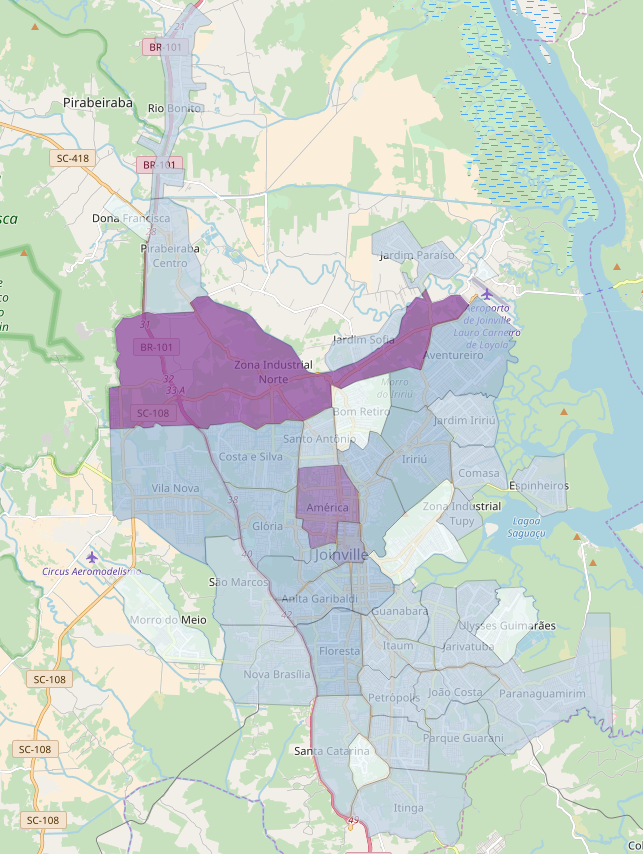 21
BR-101
Pirabeiraba
Rio Bonito
SC-418
BR-101
sca
Dona Francisca
Pirabeiraba
Centro
Jardim Paraíso
31
Aeroporto
de Joinville
Lauro Carneiro
de Loyola
Jardim Sofia
BR-101
Aventureiro
Zona Industrial
Norte
32
33 A
Morro
do Iririú
SC-108
Bom Retiro
Jardim Iririú
Santo Antônio
Costa e Silva
Iririú
Comasa
Espinheiros
Vila Nova
38
América
Zona Industrial
Tupy
Glória
Lagoa
Saguaçu
Joinville
40
Circus Aeromodelismo
São Marcos
Anita Garibaldi
Guanabara
42
Morro do Meio
Ulysses Guimarães
Itaum
Jarivatuba
Floresta
SC-108
Nova Brasília
Petrópolis
João Costa
Paranaguamirim
SC-108
Santa Catarina
Parque Guarani
Itinga
SC-108
49
Co